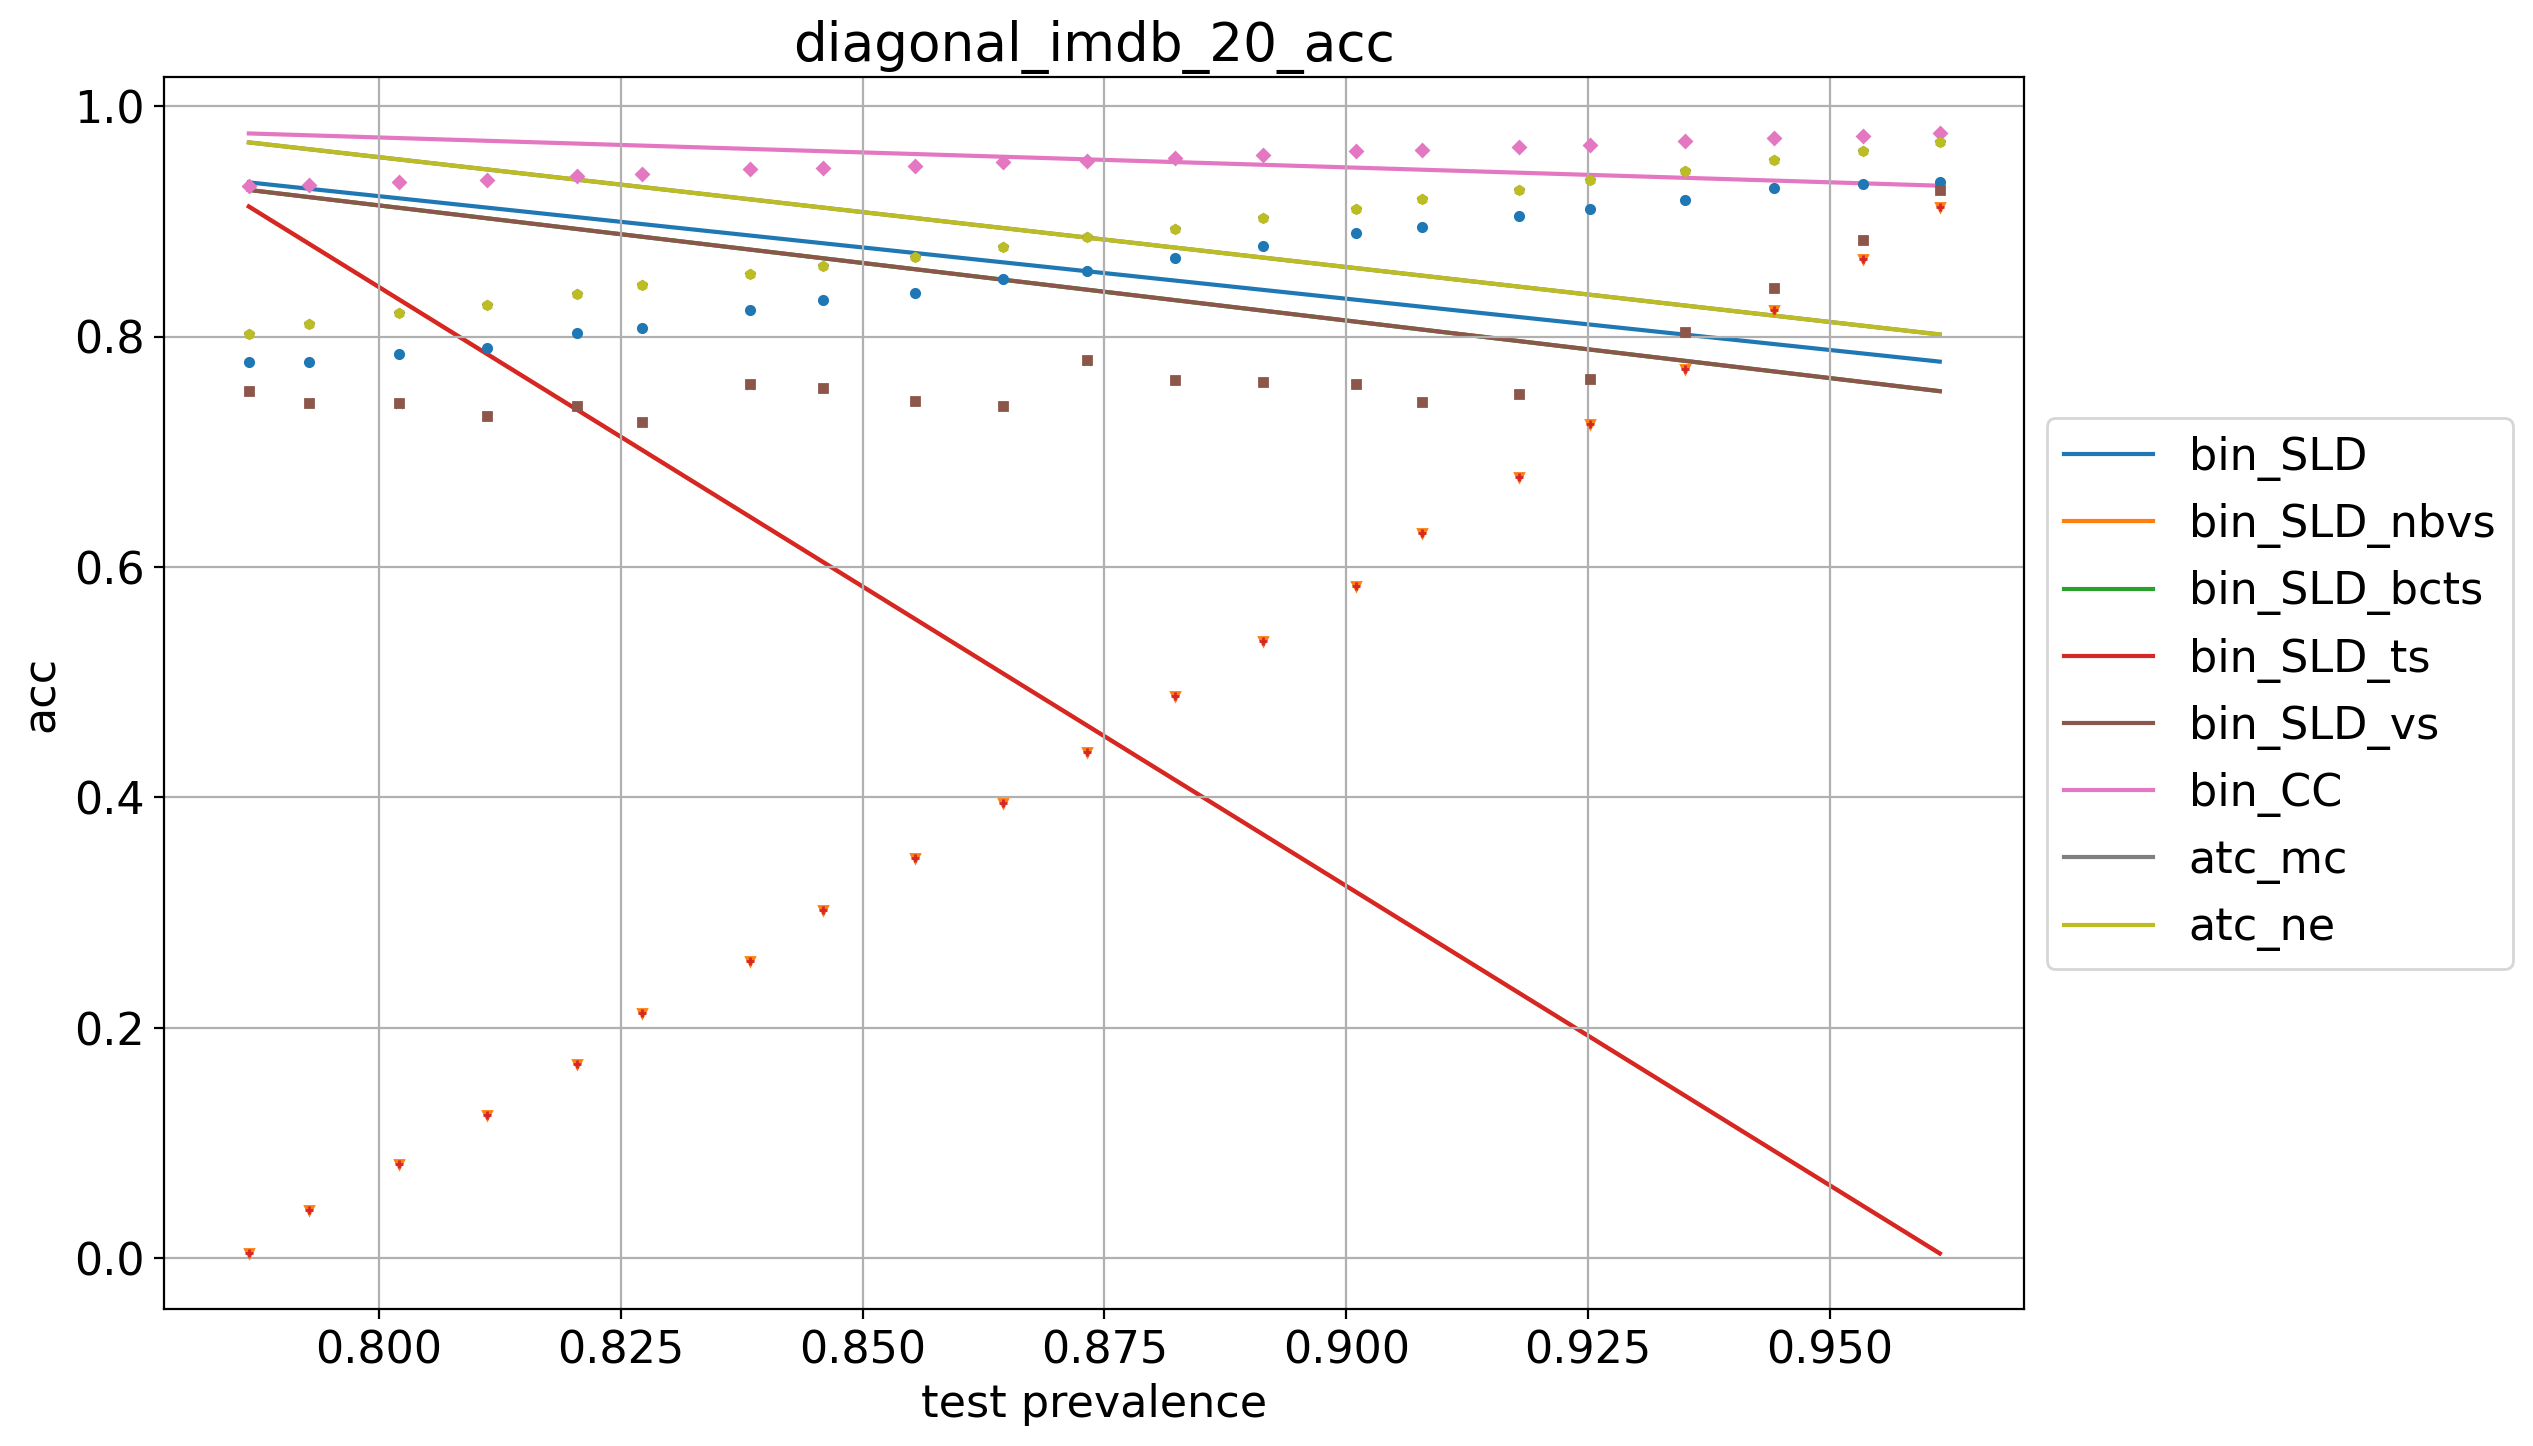 diagonal_imdb_20_acc
1.0
0.8
0.6
0.4
0.2
0.0
acc
0.800 0.825 0.850 0.875 0.900 0.925 0.950
test prevalence
bin_SLD
bin_SLD_nbvs
bin_SLD_bcts
bin_SLD_ts
bin_SLD_vs
bin_CC
atc_mc
atc_ne